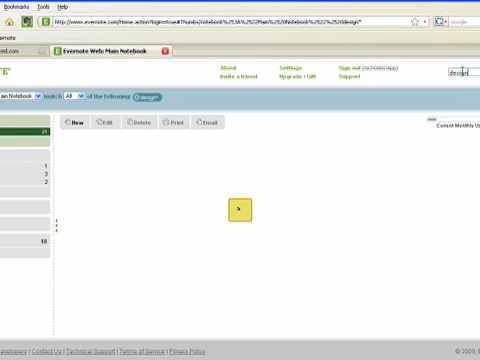 Bookmarks Tools Help
http://www.evernote.com/Home.action?login=true#Thumbs/notebook%253A%2522Main%2520Notebook%2522%2520design*
Google
Evernote Web: Main Notebook
TE®
About Settings Sign out (nicholasnapp)
Invite a friend Upgrade / Gift Support
design
ain Notebook match All of the following: design*
New Edit Delete Print Email
Current Monthly Us
1
3
2
18
evelopers | Contact Us | Technical Support | Terms of Service | Privacy Policy
© 2009, E